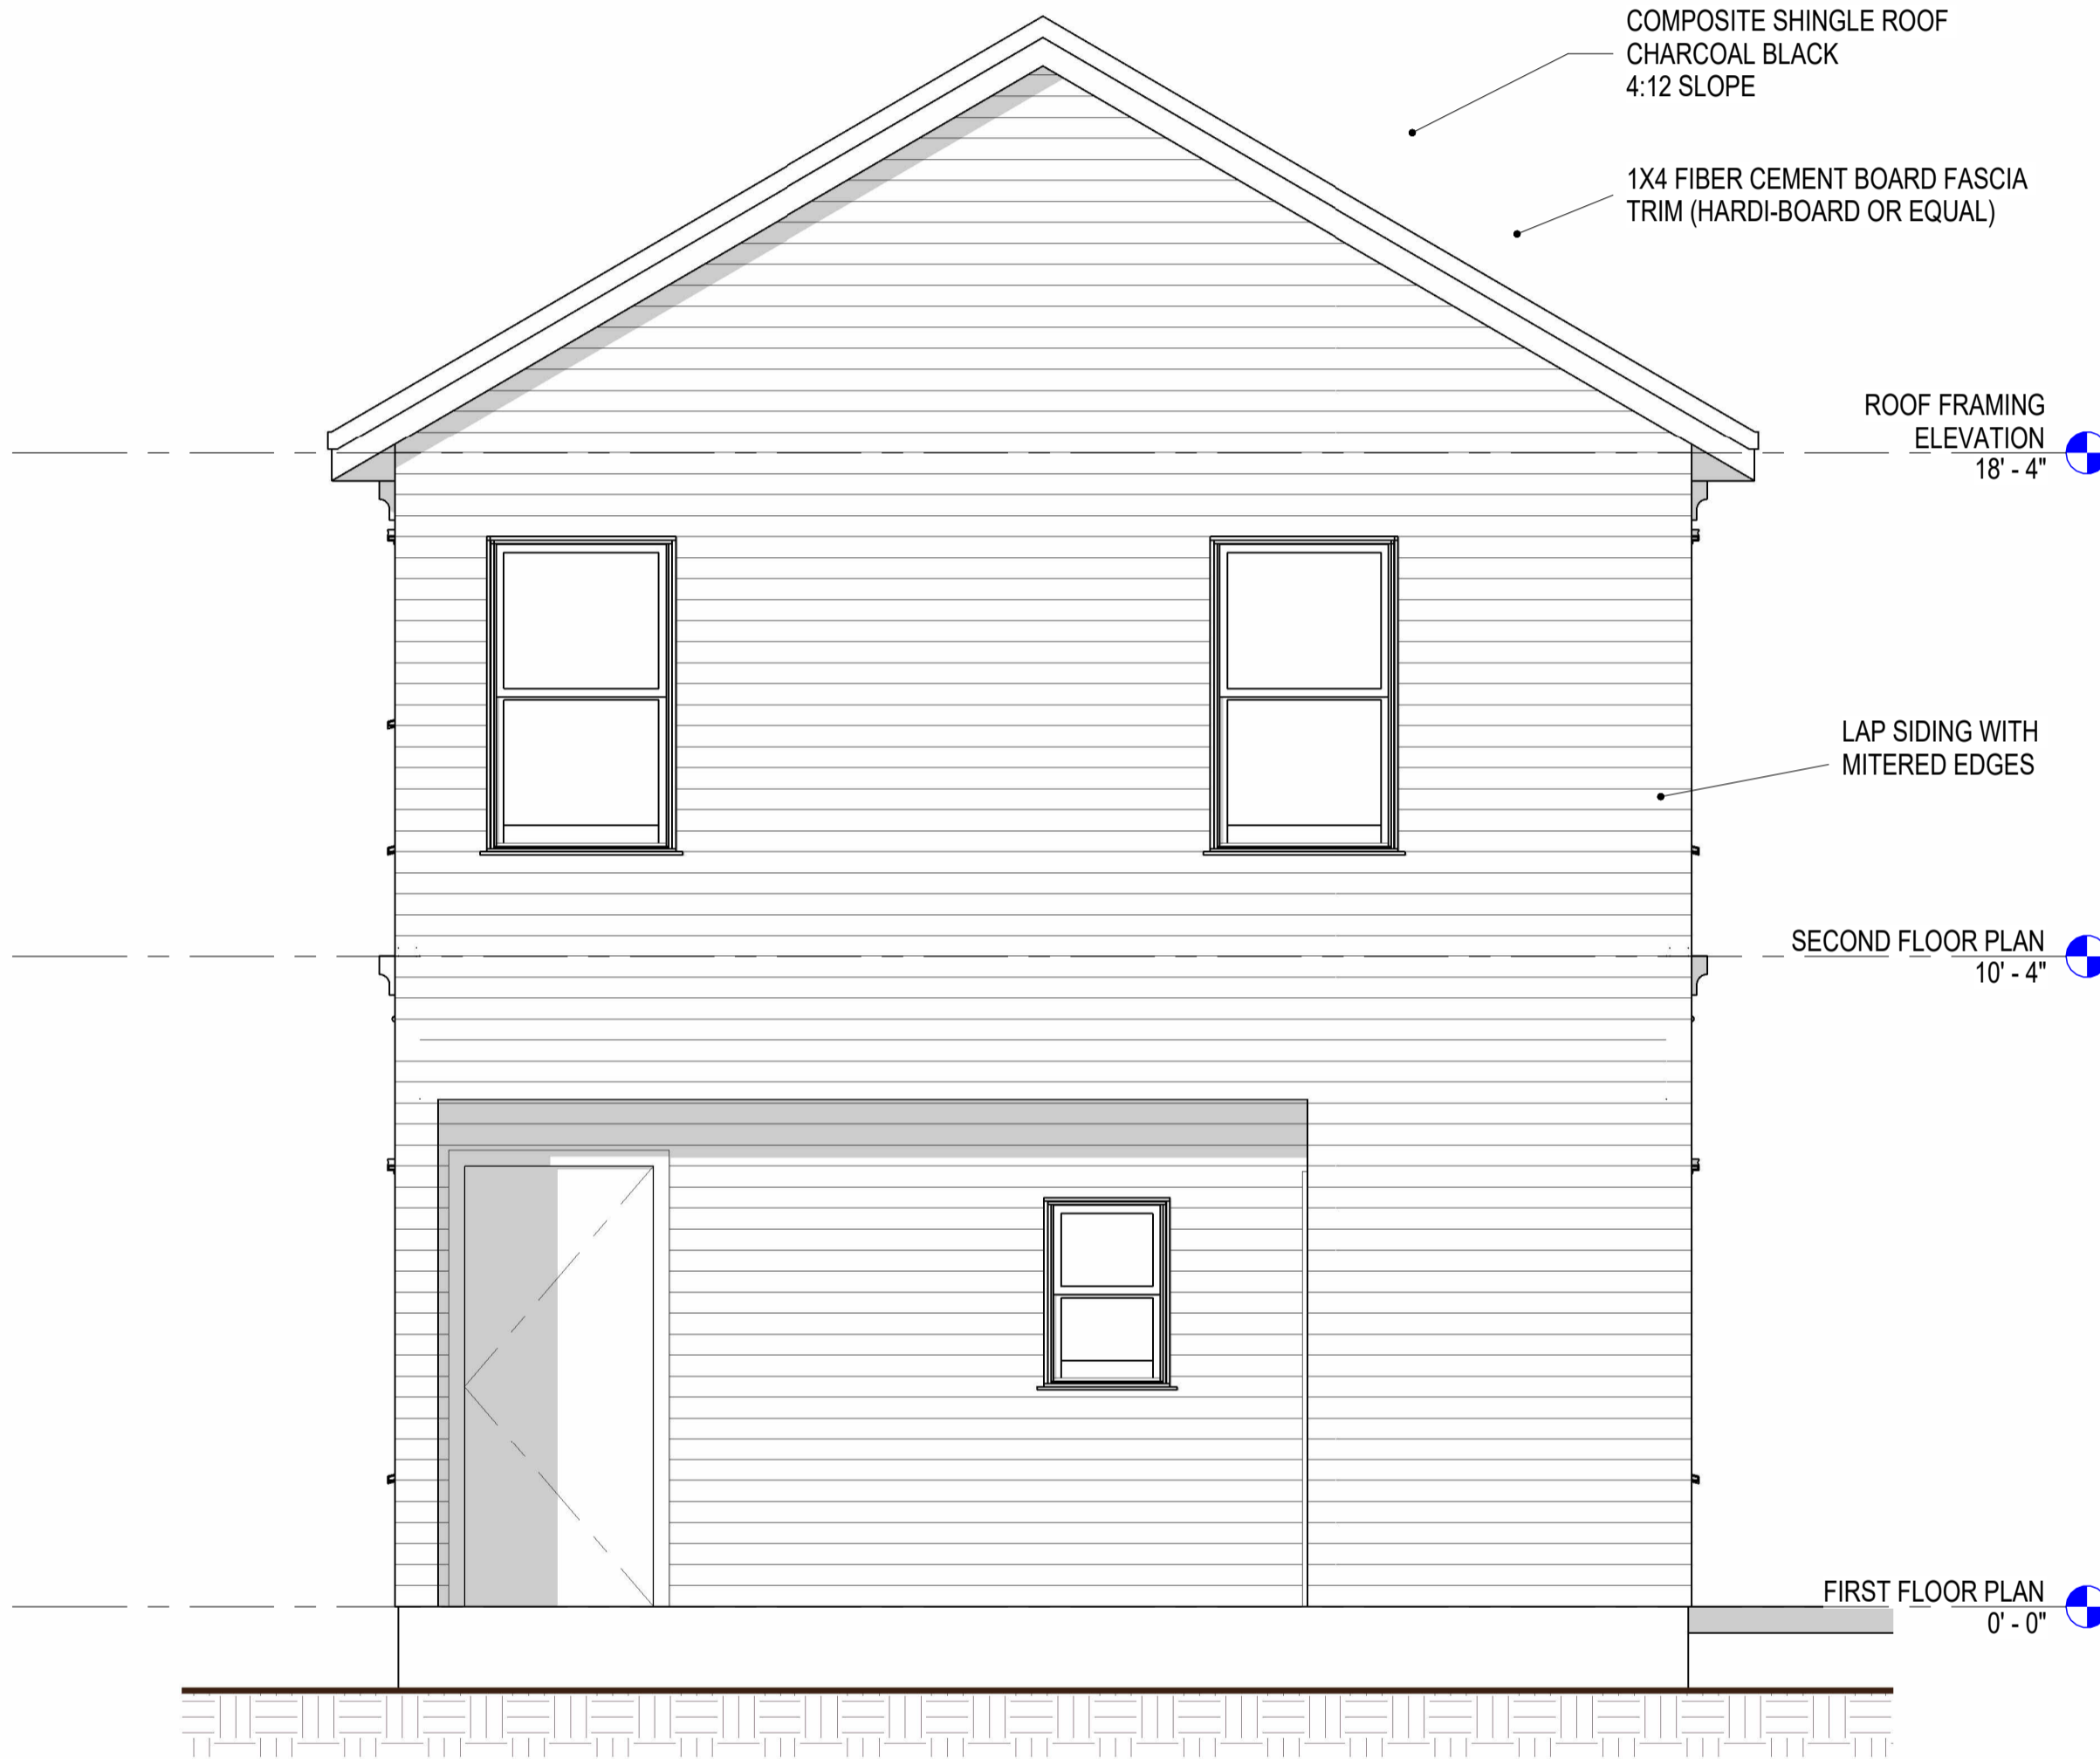 COMPOSITE SHINGLE ROOF
CHARCOAL BLACK
4:12 SLOPE
1X4 FIBER CEMENT BOARD FASCIA
TRIM (HARDI-BOARD OR EQUAL)
ROOF FRAMING
ELEVATION
18' - 4"
LAP SIDING WITH
MITERED EDGES
SECOND FLOOR PLAN
10' - 4"
FIRST FLOOR PLAN
0' - 0"